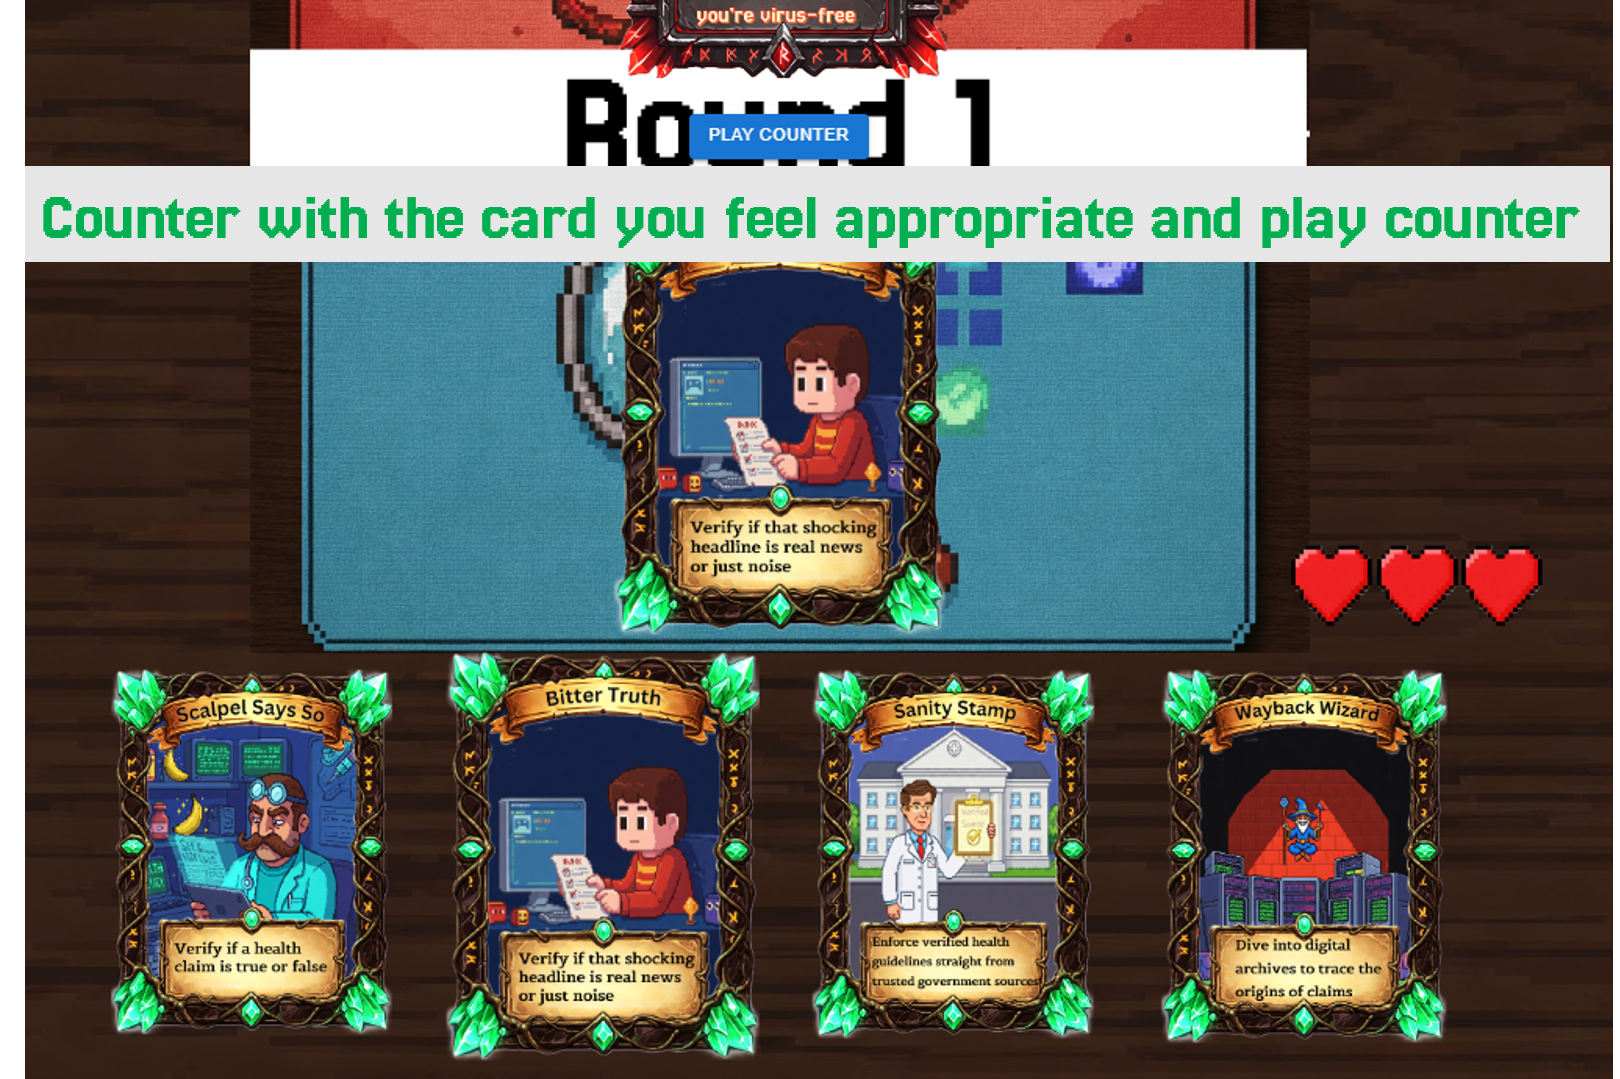 you're virus-free
Round 1
PLAY COUNTER
Counter with the card you feel appropriate and play counter
Verify if that shocking
headline is real news
or just noise
Scalpel Says So
Verify if a health
claim is true or false
Bitter Truth
Verify if that shocking
headline is real news
or just noise
Sanity Stamp
Enforce verified health
guidelines straight from
trusted government sources
Wayback Wizard
Dive into digital
archives to trace the
origins of claims